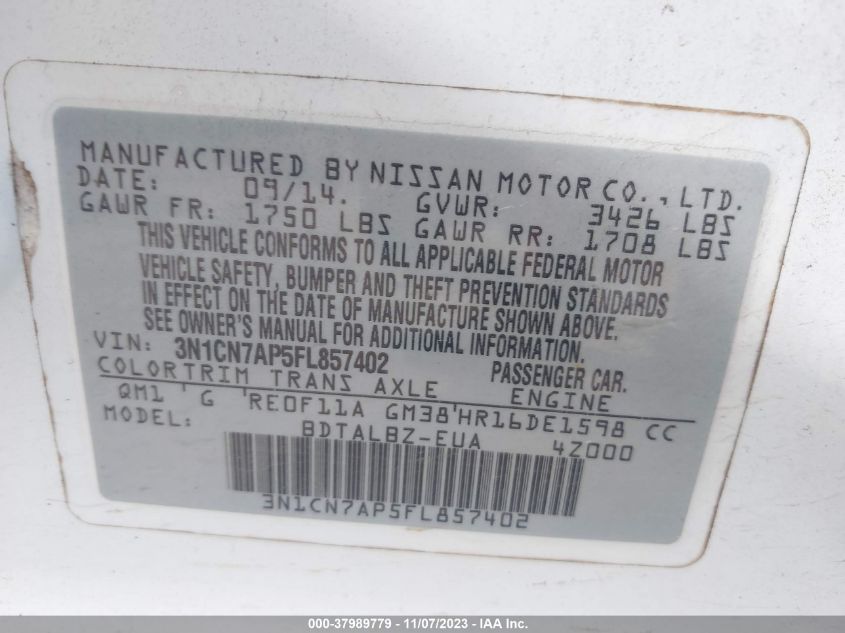 MANUFACTURED BY NISSAN MOTOR CO., LTD.
DATE: 09/14. GVWR: 3426 LBS
GAWR FR: 1750 LBS GAWR RR: 1708 LBS
THIS VEHICLE CONFORMS TO ALL APPLICABLE FEDERAL MOTOR
VEHICLE SAFETY, BUMPER AND THEFT PREVENTION STANDARDS
IN EFFECT ON THE DATE OF MANUFACTURE SHOWN ABOVE.
SEE OWNER'S MANUAL FOR ADDITIONAL INFORMATION.
VIN: 3N1CN7AP5FL857402 PASSENGER CAR.
COLORTRIM TRANS AXLE ENGINE
QM1 'G 'RE0F11A GM38'HR16DE1598 CC
MODEL: BDTALBZ-EUA 4Z000
3N1CN7AP5FL857402
000-37989779 - 11/07/2023 - IAA Inc.